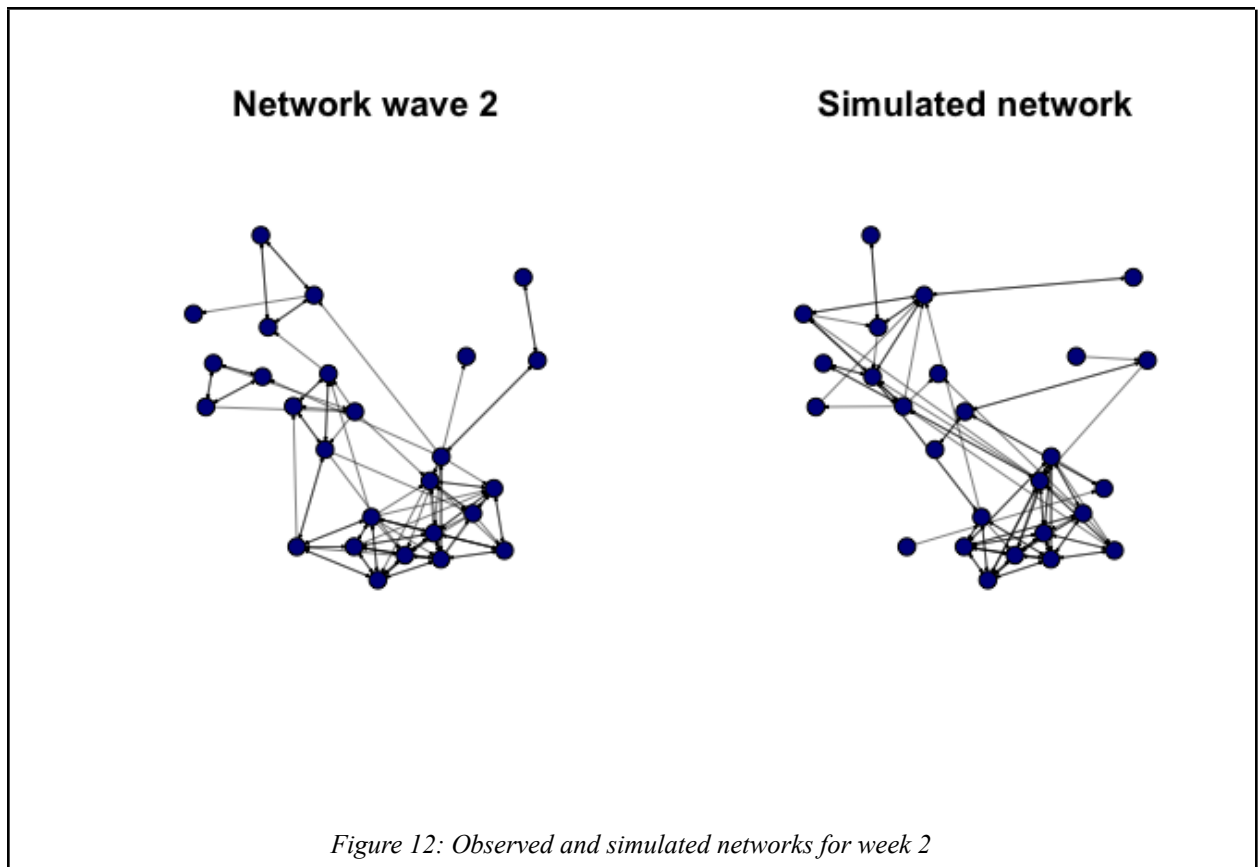 Network wave 2
Simulated network
Figure 12: Observed and simulated networks for week 2